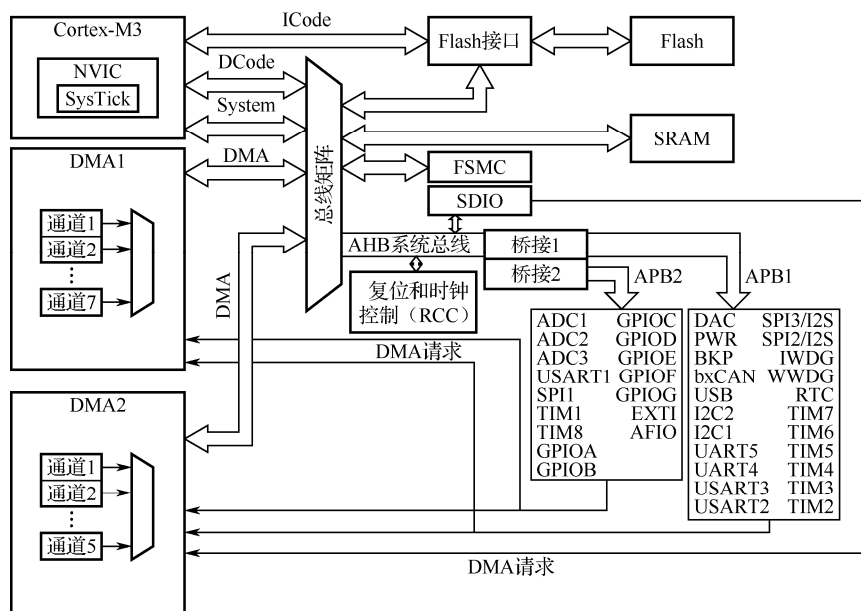 Cortex-M3
NVIC
SysTick
ICode
DCode
System
DMA
Flash接口
Flash
SRAM
FSMC
SDIO
总线矩阵
AHB系统总线
桥接1
桥接2
复位和时钟
控制（RCC）
APB2
APB1
DMA1
通道1
通道2
⋮
通道7
DMA
DMA请求
DMA2
通道1
通道2
⋮
通道5
DMA请求
ADC1 GPIOC
ADC2 GPIOD
ADC3 GPIOE
USART1 GPIOF
SPI1 GPIOG
TIM1 EXTI
TIM8 AFIO
GPIOA
GPIOB
DAC SPI3/I2S
PWR SPI2/I2S
BKP IWDG
bxCAN WWDG
USB RTC
I2C2 TIM7
I2C1 TIM6
UART5 TIM5
UART4 TIM4
USART3 TIM3
USART2 TIM2